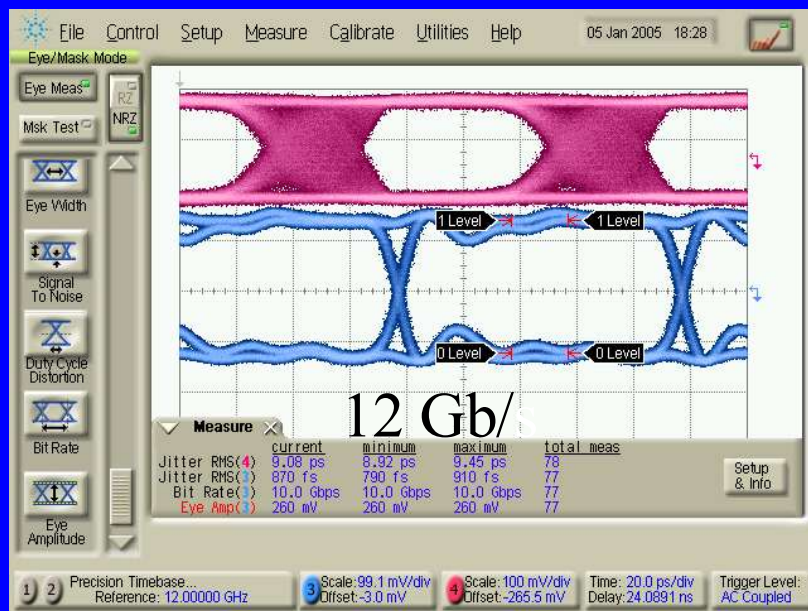 File Control Setup Measure Calibrate Utilities Help 05 Jan 2005 18:28
Eye/Mask Mode
Eye Meas
RZ
NRZ
Msk Test
Eye Width
Signal
To Noise
Duty Cycle
Distortion
Bit Rate
Eye
Amplitude
1 Level 1 Level
0 Level 0 Level
12 Gb/s
Measure
current minimum maximum total meas
Jitter RMS(4) 9.08 ps 8.92 ps 9.45 ps 78
Jitter RMS(3) 870 fs 790 fs 910 fs 77
Bit Rate(3) 10.0 Gbps 10.0 Gbps 10.0 Gbps 77
Eye Amp(3) 260 mV 260 mV 260 mV 77
Setup
& Info
1 2 Precision Timebase...
Reference: 12.00000 GHz
3 Scale:99.1 mV/div
Offset:-3.0 mV/div
4 Scale:100 mV/div
Offset:-265.5 mV/div
Time: 20.0 ps/div
Delay:24.0891 ns
Trigger Level:
AC Coupled